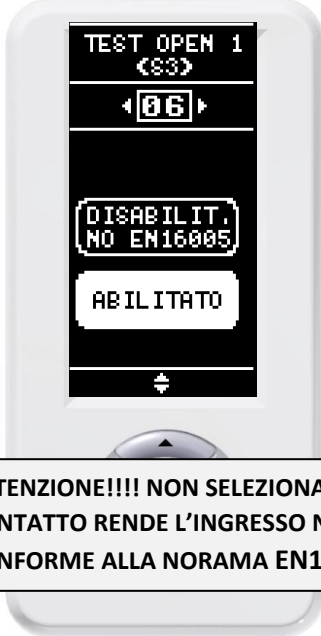 TEST OPEN 1
(S3)
06
DISABILIT.
NO EN16005
ABILITATO
TENZIONE!!!! NON SELEZIONA
NTATTO RENDE L'INGRESSO N
NFORME ALLA NORAMA EN1